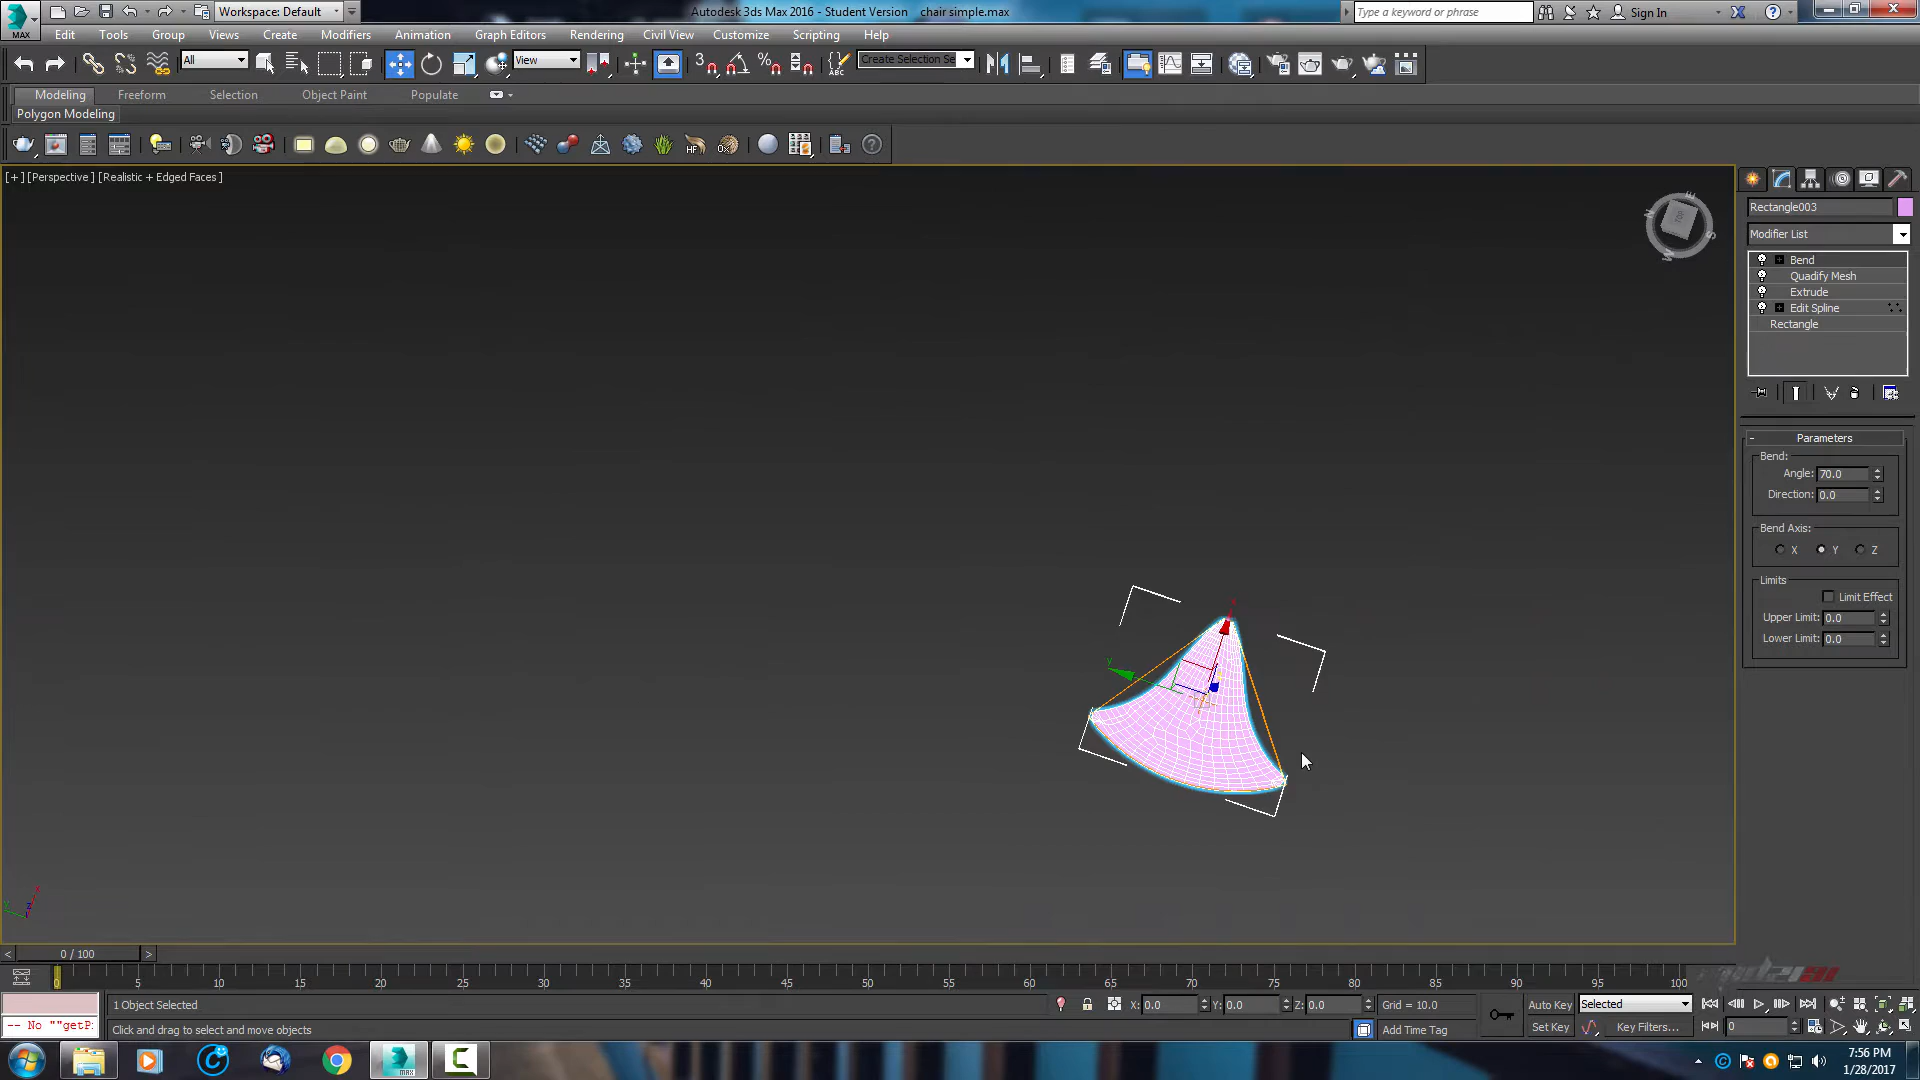 MAX
Workspace: Default
Autodesk 3ds Max 2016 - Student Version    chair simple.max
Type a keyword or phrase
Sign In
Edit Tools Group Views Create Modifiers Animation Graph Editors Rendering Civil View Customize Scripting Help
All
View
3
ABC
Create Selection Se
Modeling Freeform Selection Object Paint Populate
Polygon Modeling
HF
[+] [Perspective ] [Realistic + Edged Faces ]
Rectangle003
Modifier List
Bend
Quadify Mesh
Extrude
Edit Spline
Rectangle
- Parameters
Bend:
Angle: 70.0
Direction: 0.0
Bend Axis:
X Y Z
Limits
Limit Effect
Upper Limit: 0.0
Lower Limit: 0.0
y
< 0 / 100 >
0 5 10 15 20 25 30 35 40 45 50 55 60 65 70 75 80 85 90 95 100
1 Object Selected
X: 0.0 Y: 0.0 Z: 0.0 Grid = 10.0
Auto Key Selected
-- No ""getP:
Click and drag to select and move objects
Add Time Tag
Set Key Key Filters... 0
MAX
7:56 PM
1/28/2017